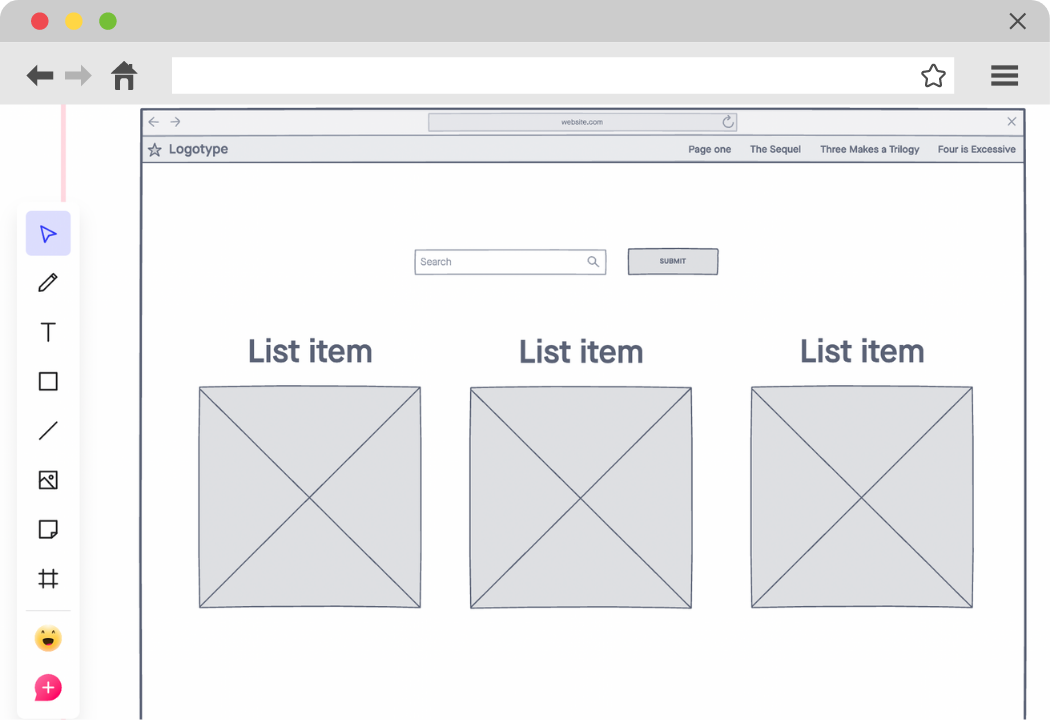 website.com
Logotype
Page one The Sequel Three Makes a Trilogy Four is Excessive
Search
SUBMIT
List item List item List item
T